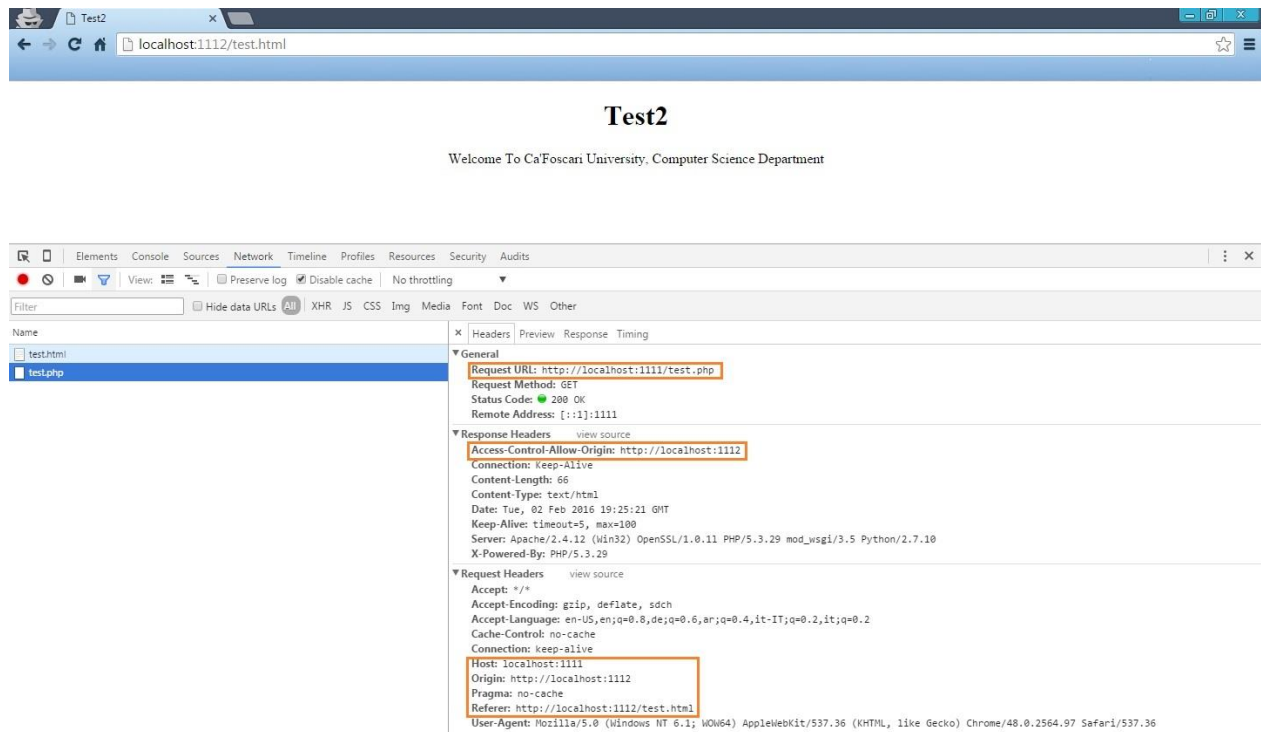 Test2
localhost:1112/test.html
Test2
Welcome To Ca'Foscari University, Computer Science Department
Elements Console Sources Network Timeline Profiles Resources Security Audits
View: Preserve log Disable cache No throttling
Filter Hide data URLs All XHR JS CSS Img Media Font Doc WS Other
Name
test.html
test.php
Headers Preview Response Timing
General
Request URL: http://localhost:1111/test.php
Request Method: GET
Status Code: 200 OK
Remote Address: [::1]:1111
Response Headers view source
Access-Control-Allow-Origin: http://localhost:1112
Connection: Keep-Alive
Content-Length: 66
Content-Type: text/html
Date: Tue, 02 Feb 2016 19:25:21 GMT
Keep-Alive: timeout=5, max=100
Server: Apache/2.4.12 (Win32) OpenSSL/1.0.1l PHP/5.3.29 mod_wsgi/3.5 Python/2.7.10
X-Powered-By: PHP/5.3.29
Request Headers view source
Accept: */*
Accept-Encoding: gzip, deflate, sdch
Accept-Language: en-US,en;q=0.8,de;q=0.6,ar;q=0.4,it-IT;q=0.2,it;q=0.2
Cache-Control: no-cache
Connection: keep-alive
Host: localhost:1111
Origin: http://localhost:1112
Pragma: no-cache
Referer: http://localhost:1112/test.html
User-Agent: Mozilla/5.0 (Windows NT 6.1; WOW64) AppleWebKit/537.36 (KHTML, like Gecko) Chrome/48.0.2564.97 Safari/537.36